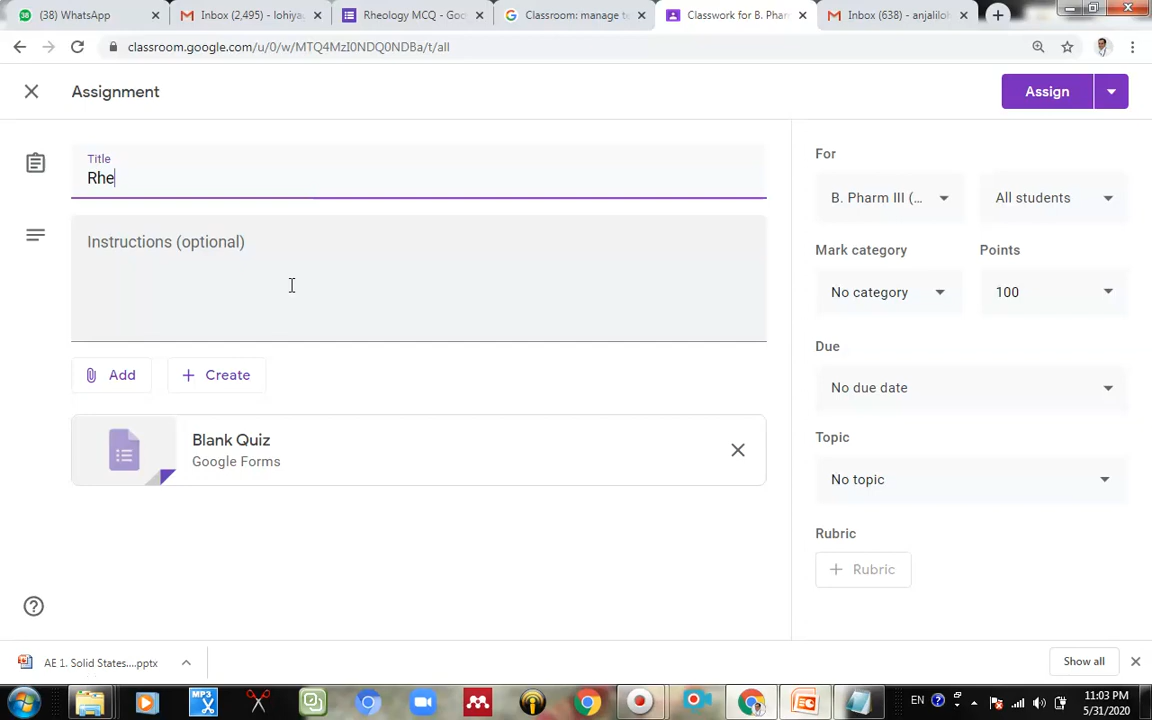 (38) WhatsApp
Inbox (2,495) - lohiya
Rheology MCQ - Goo
Classroom: manage te
Classwork for B. Phar
Inbox (638) - anjaliloh
classroom.google.com/u/0/w/MTQ4MzI0NDQ0NDBa/t/all
Assignment
Assign
Title
Rhe
Instructions (optional)
Add
Create
Blank Quiz
Google Forms
For
B. Pharm III (...
All students
Mark category
Points
No category
100
Due
No due date
Topic
No topic
Rubric
Rubric
AE 1. Solid States....pptx
Show all
MP3
EN
11:03 PM
5/31/2020